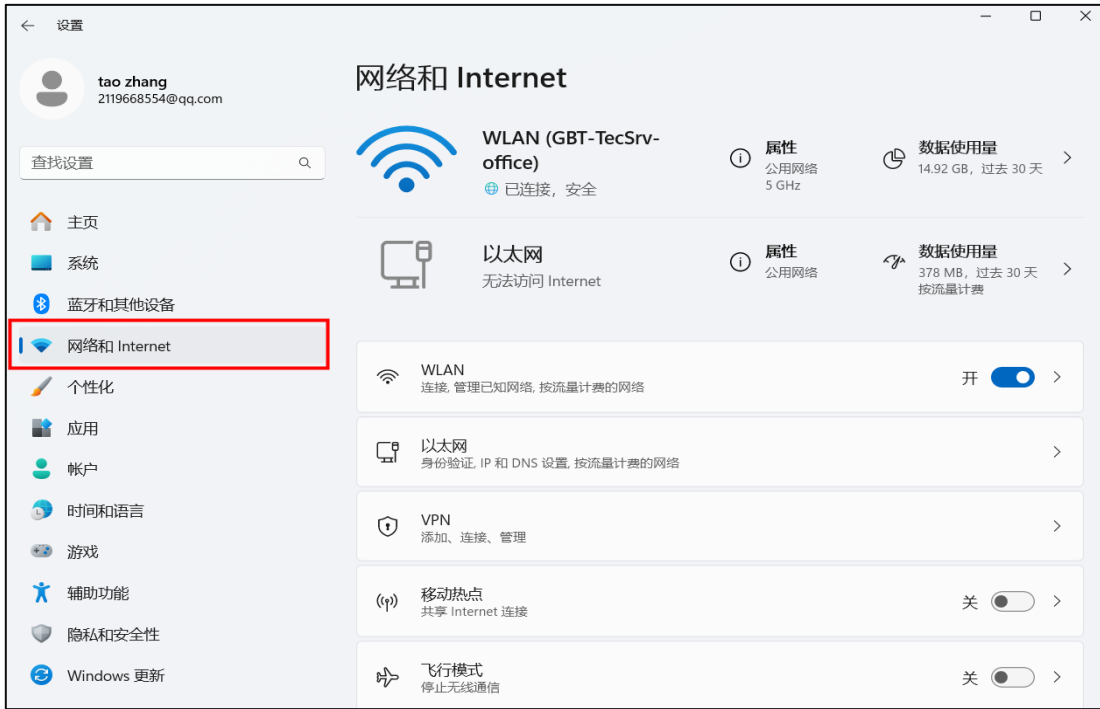 设置
tao zhang
2119668554@qq.com
查找设置
主页
系统
蓝牙和其他设备
网络和 Internet
个性化
应用
帐户
时间和语言
游戏
辅助功能
隐私和安全性
Windows 更新
网络和 Internet
WLAN (GBT-TecSrv-
office)
已连接，安全
属性
公用网络
5 GHz
数据使用量
14.92 GB，过去 30 天
以太网
无法访问 Internet
属性
公用网络
数据使用量
378 MB，过去 30 天
按流量计费
WLAN
连接, 管理已知网络, 按流量计费的网络
开
以太网
身份验证, IP 和 DNS 设置, 按流量计费的网络
VPN
添加、连接、管理
移动热点
共享 Internet 连接
关
飞行模式
停止无线通信
关